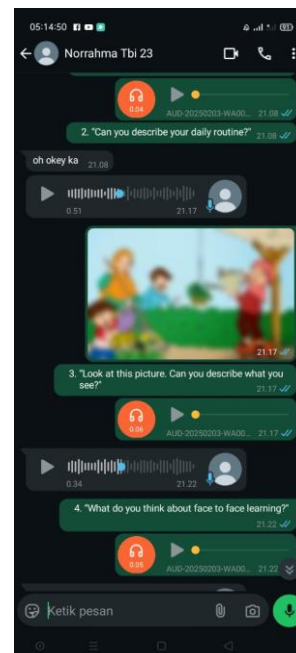 05:14:50
Norrahma Tbi 23
0.04
AUD-20250203-WA00... 21.08
2. "Can you describe your daily routine?" 21.08
oh okey ka 21.08
0.51 21.17
21.17
3. "Look at this picture. Can you describe what you
see?"
21.17
0.06
AUD-20250203-WA00... 21.17
0.34 21.22
4. "What do you think about face to face learning?"
21.22
0.05
AUD-20250203-WA00... 21.22
Ketik pesan